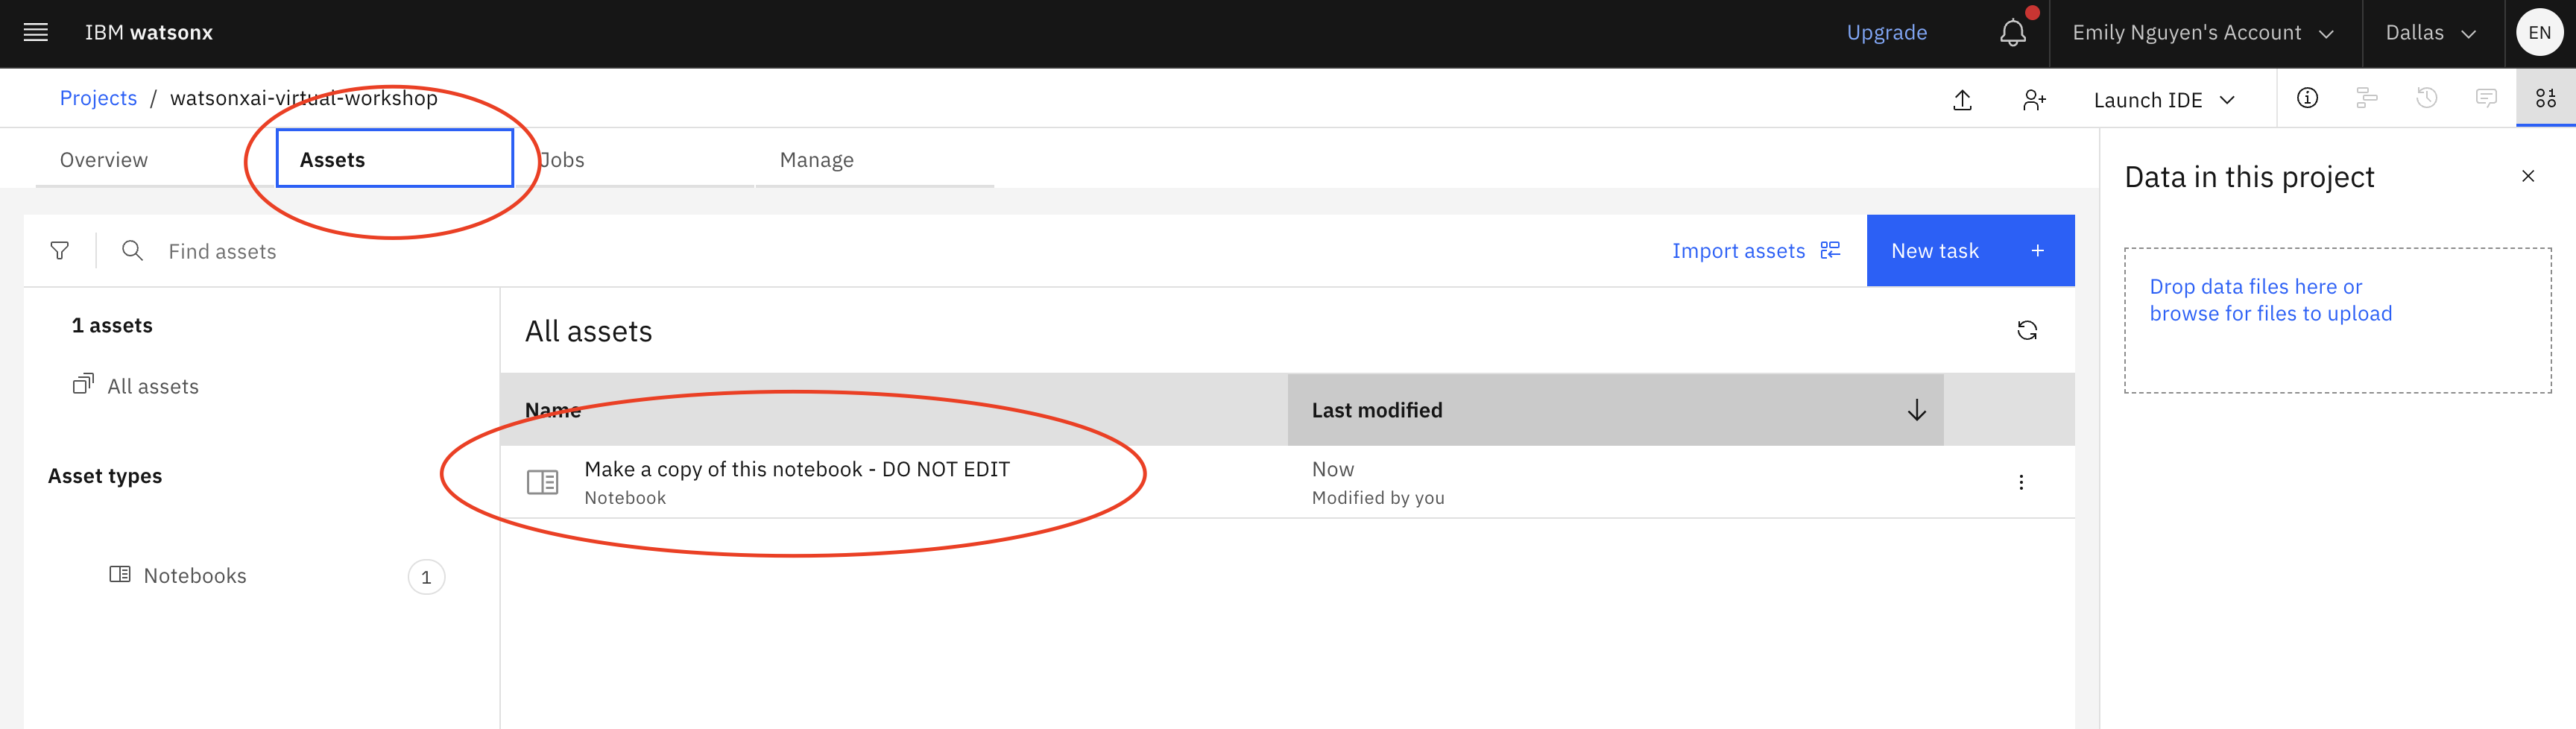 IBM watsonx
Upgrade
Emily Nguyen's Account
Dallas
EN
Projects / watsonxai-virtual-workshop
Launch IDE
Overview
Assets
Jobs
Manage
Data in this project
Find assets
Import assets
New task
Drop data files here or
browse for files to upload
1 assets
All assets
All assets
Name
Last modified
Asset types
Make a copy of this notebook - DO NOT EDIT
Notebook
Now
Modified by you
Notebooks
1